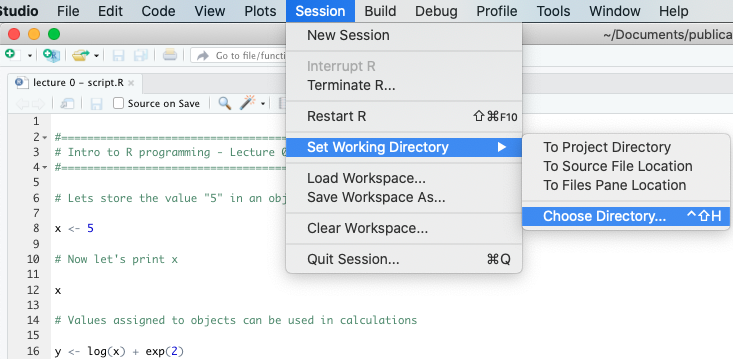 Studio File Edit Code View Plots Session Build Debug Profile Tools Window Help
~/Documents/publica
Go to file/functi
lecture 0 - script.R
Source on Save
New Session
Interrupt R
Terminate R...
Restart R ⇧⌘F10
Set Working Directory
To Project Directory
To Source File Location
To Files Pane Location
Choose Directory... ^⇧H
Load Workspace...
Save Workspace As...
Clear Workspace...
Quit Session... ⌘Q
1
2 #===================================
3 # Intro to R programming - Lecture 0
4 #===================================
5
6 # Lets store the value "5" in an obj
7
8 x <- 5
9
10 # Now let's print x
11
12 x
13
14 # Values assigned to objects can be used in calculations
15
16 y <- log(x) + exp(2)